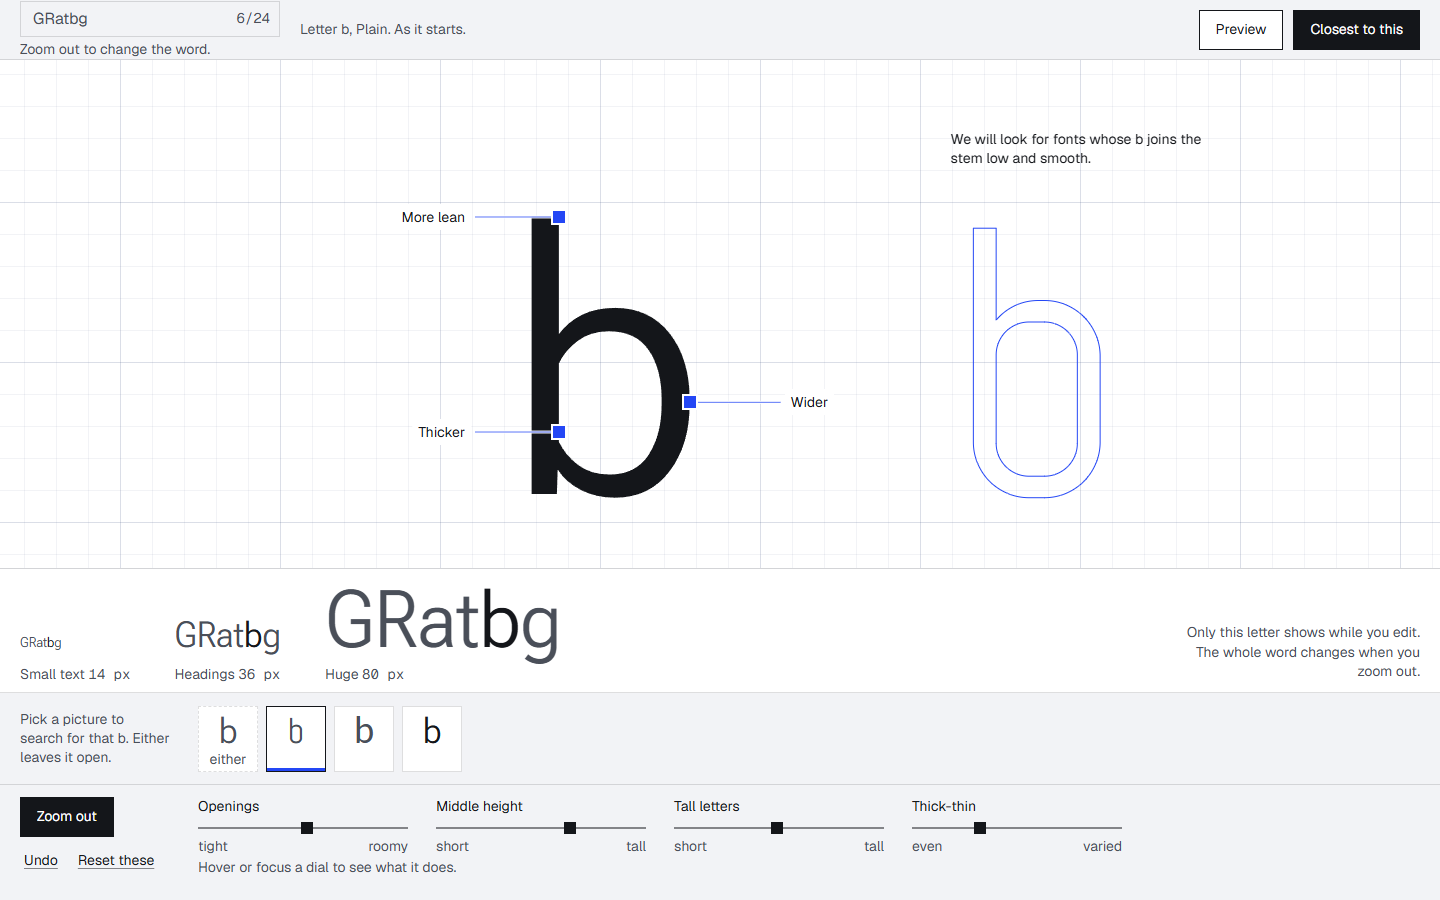 GRatbg 6/24
Zoom out to change the word.
Letter b, Plain. As it starts.
Preview
Closest to this
We will look for fonts whose b joins the
stem low and smooth.
More lean
b
b
Wider
Thicker
GRatbg
GRatbg
GRatbg
Small text 14 px
Headings 36 px
Huge 80 px
Only this letter shows while you edit.
The whole word changes when you
zoom out.
Pick a picture to
search for that b. Either
leaves it open.
b
either
b
b
b
Zoom out
Undo
Reset these
Openings
tight roomy
Middle height
short tall
Tall letters
short tall
Thick-thin
even varied
Hover or focus a dial to see what it does.